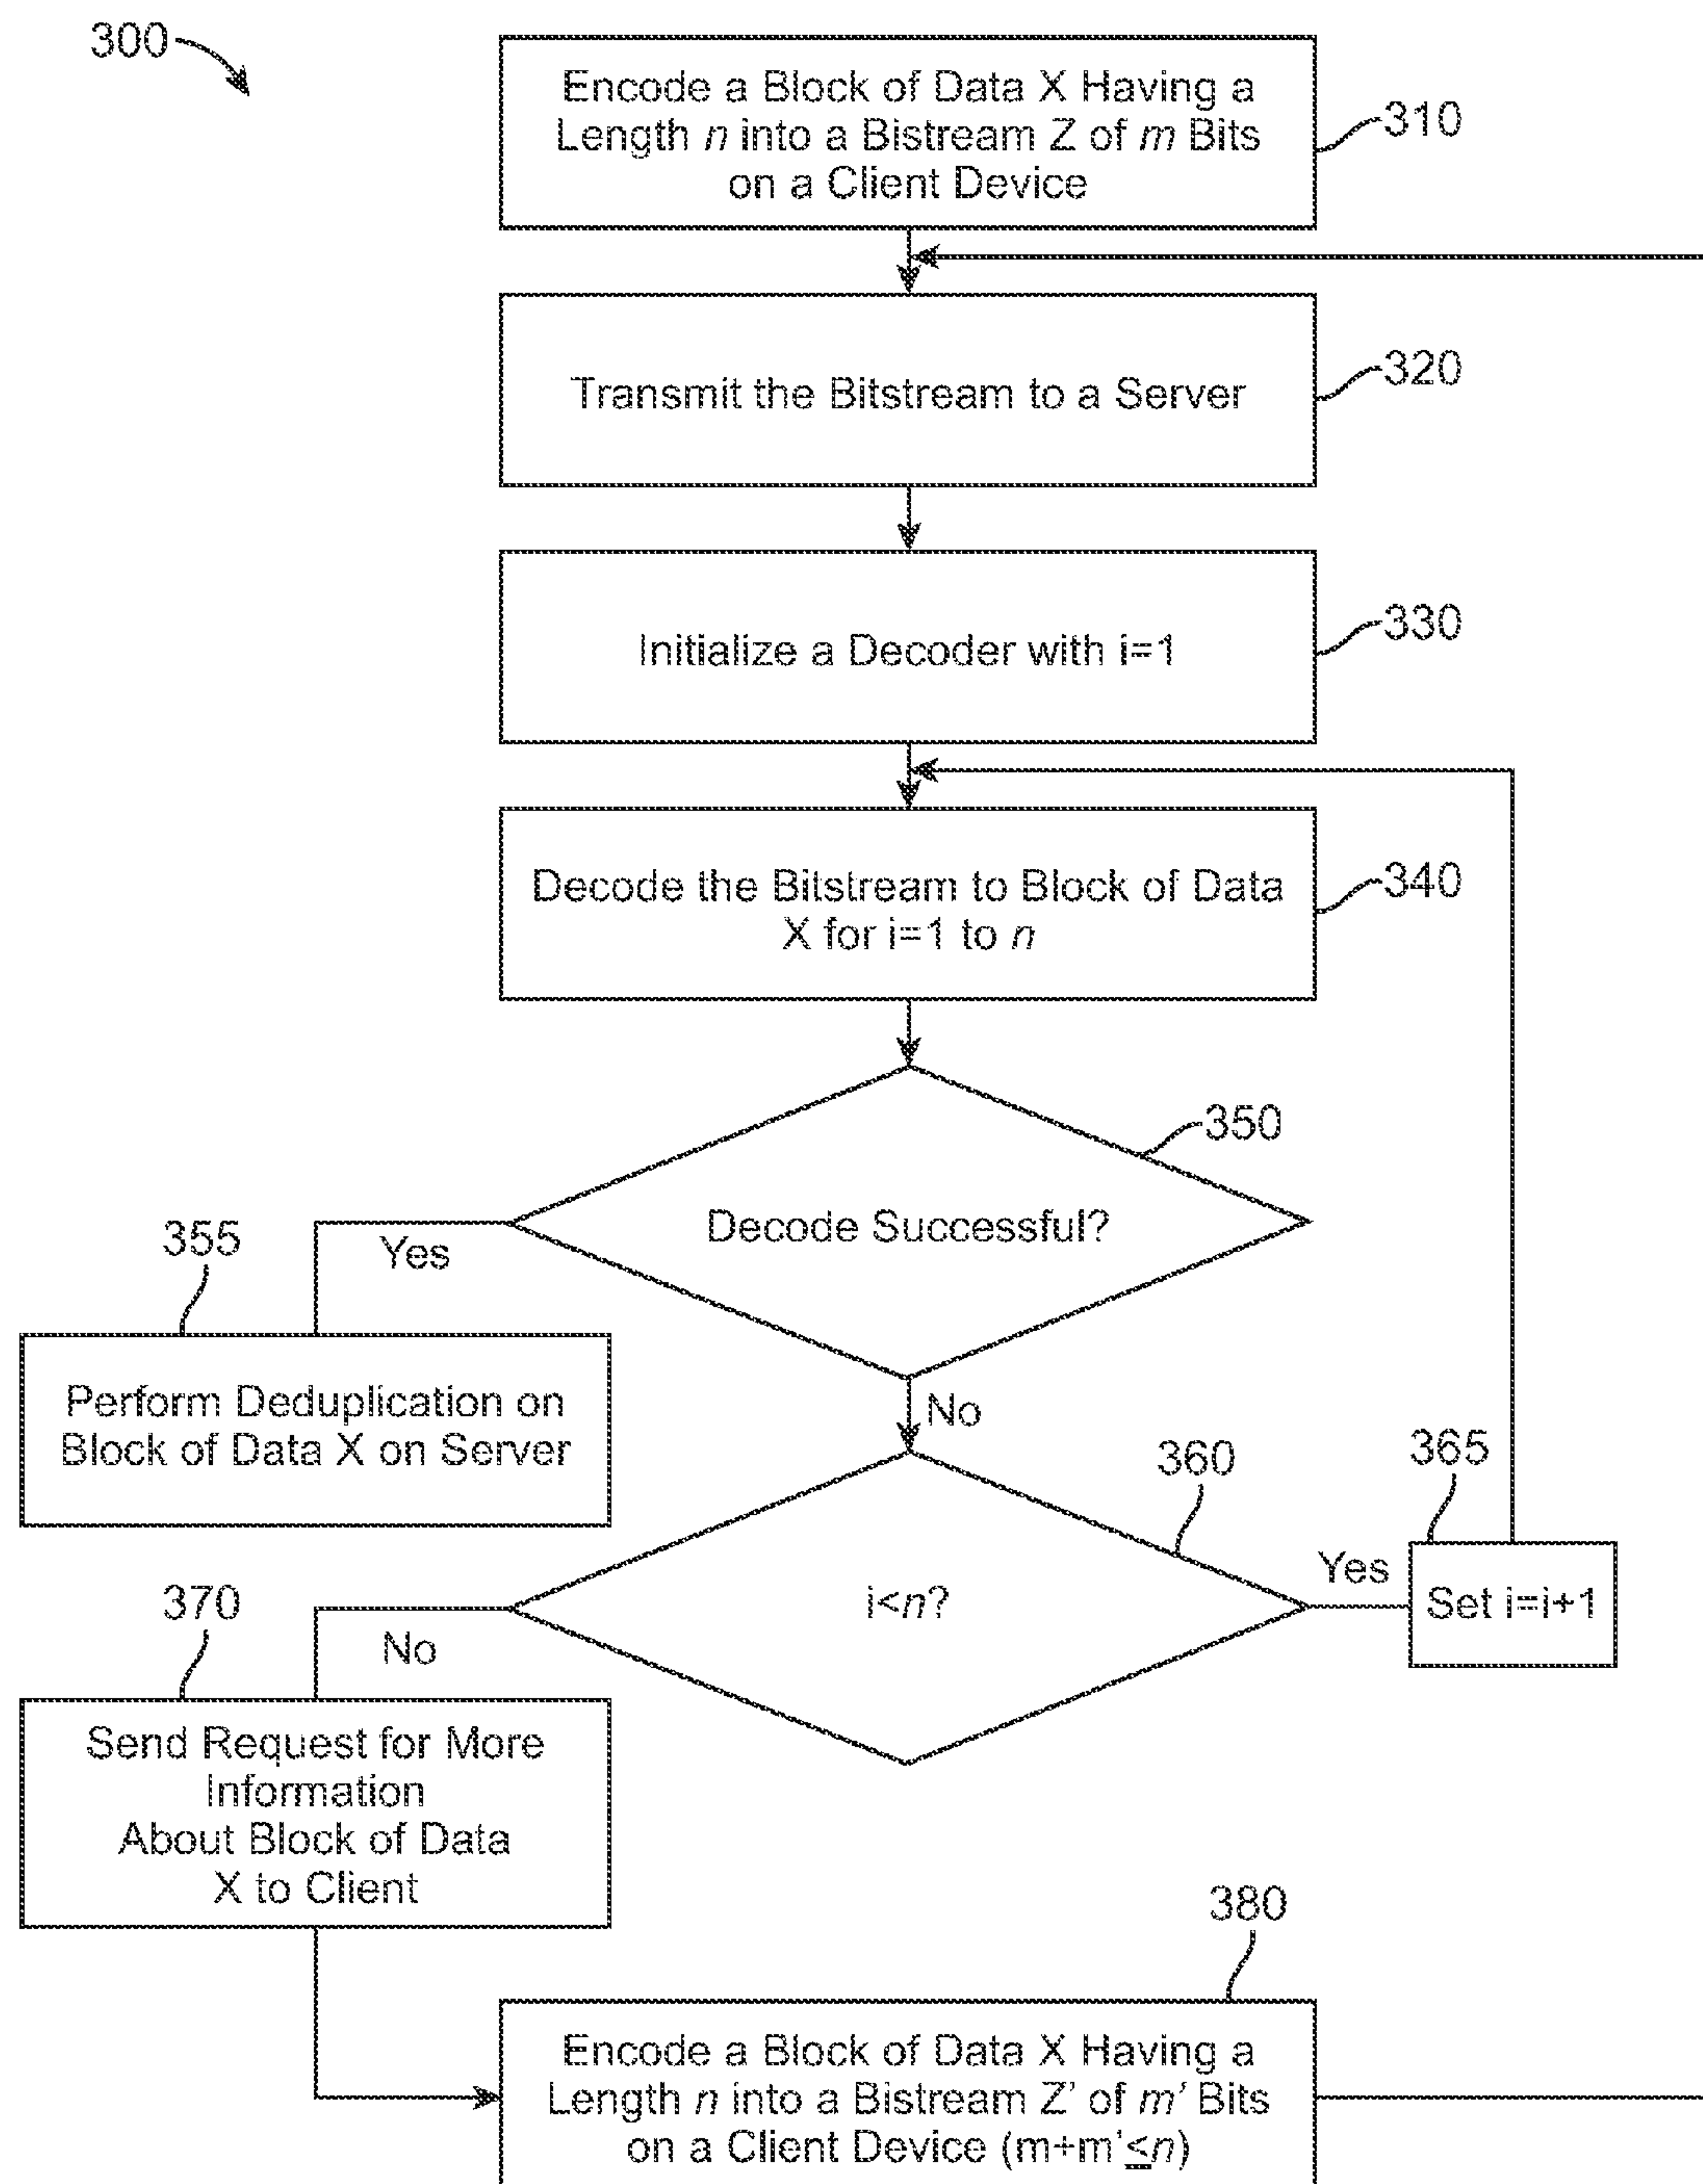 300
Encode a Block of Data X Having a
Length n into a Bistream Z of m Bits
on a Client Device
310
Transmit the Bitstream to a Server
320
Initialize a Decoder with i=1
330
Decode the Bitstream to Block of Data
X for i=1 to n
340
Decode Successful?
350
Yes
355
Perform Deduplication on
Block of Data X on Server
No
i<n?
360
Yes
365
Set i=i+1
No
370
Send Request for More
Information
About Block of Data
X to Client
380
Encode a Block of Data X Having a
Length n into a Bistream Z' of m' Bits
on a Client Device (m+m'≤n)